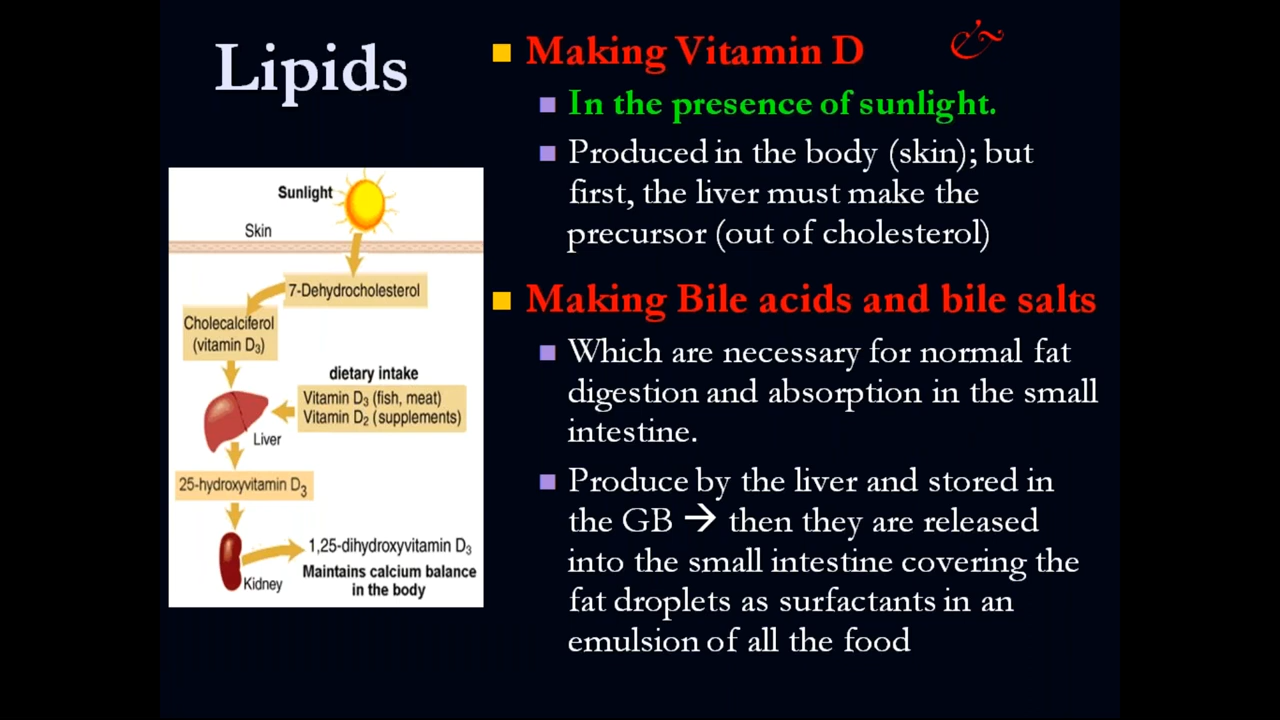 Lipids
Making Vitamin D
In the presence of sunlight.
Produced in the body (skin); but
first, the liver must make the
precursor (out of cholesterol)
Making Bile acids and bile salts
Which are necessary for normal fat
digestion and absorption in the small
intestine.
Produce by the liver and stored in
the GB → then they are released
into the small intestine covering the
fat droplets as surfactants in an
emulsion of all the food
Sunlight
Skin
7-Dehydrocholesterol
Cholecalciferol
(vitamin D₃)
dietary intake
Vitamin D₃ (fish, meat)
Vitamin D₂ (supplements)
Liver
25-hydroxyvitamin D₃
1,25-dihydroxyvitamin D₃
Maintains calcium balance
in the body
Kidney